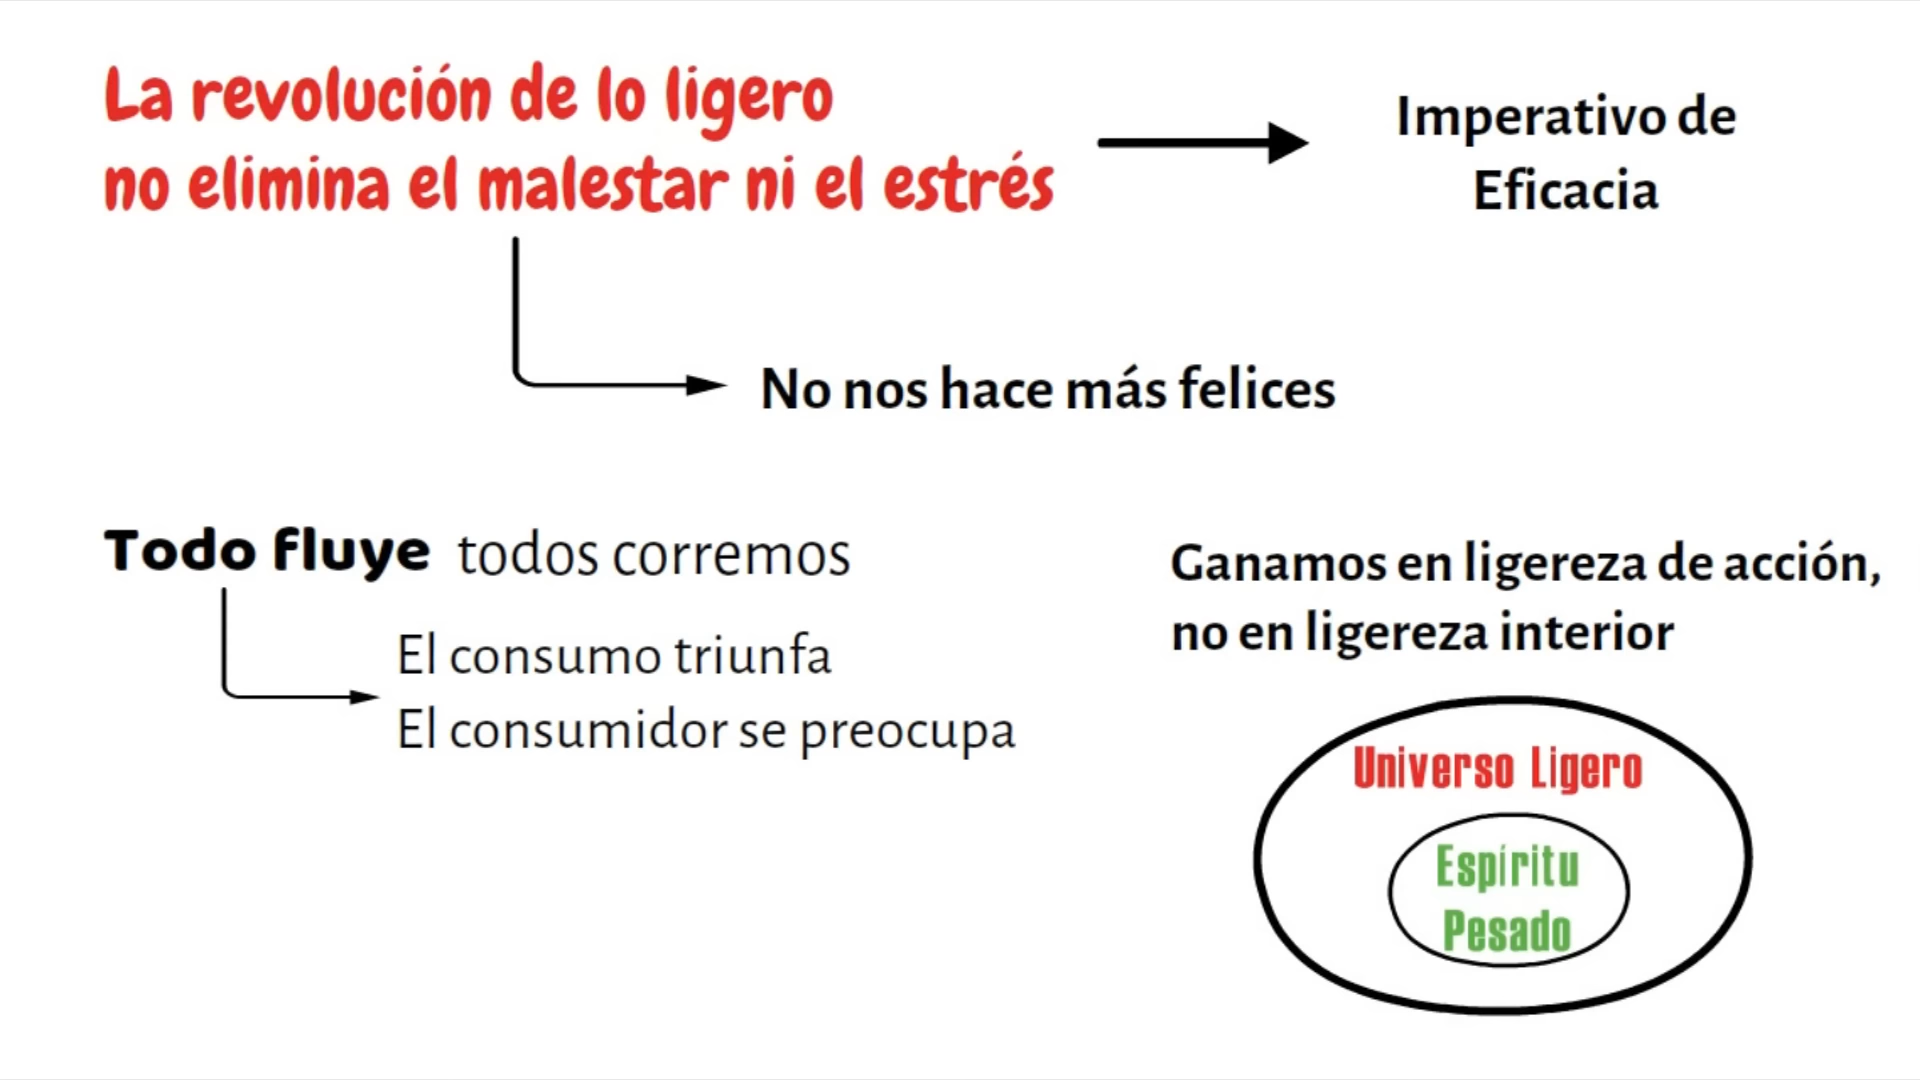 La revolución de lo ligero
no elimina el malestar ni el estrés
Imperativo de
Eficacia
No nos hace más felices
Todo fluye todos corremos
El consumo triunfa
El consumidor se preocupa
Ganamos en ligereza de acción,
no en ligereza interior
Universo Ligero
Espíritu
Pesado